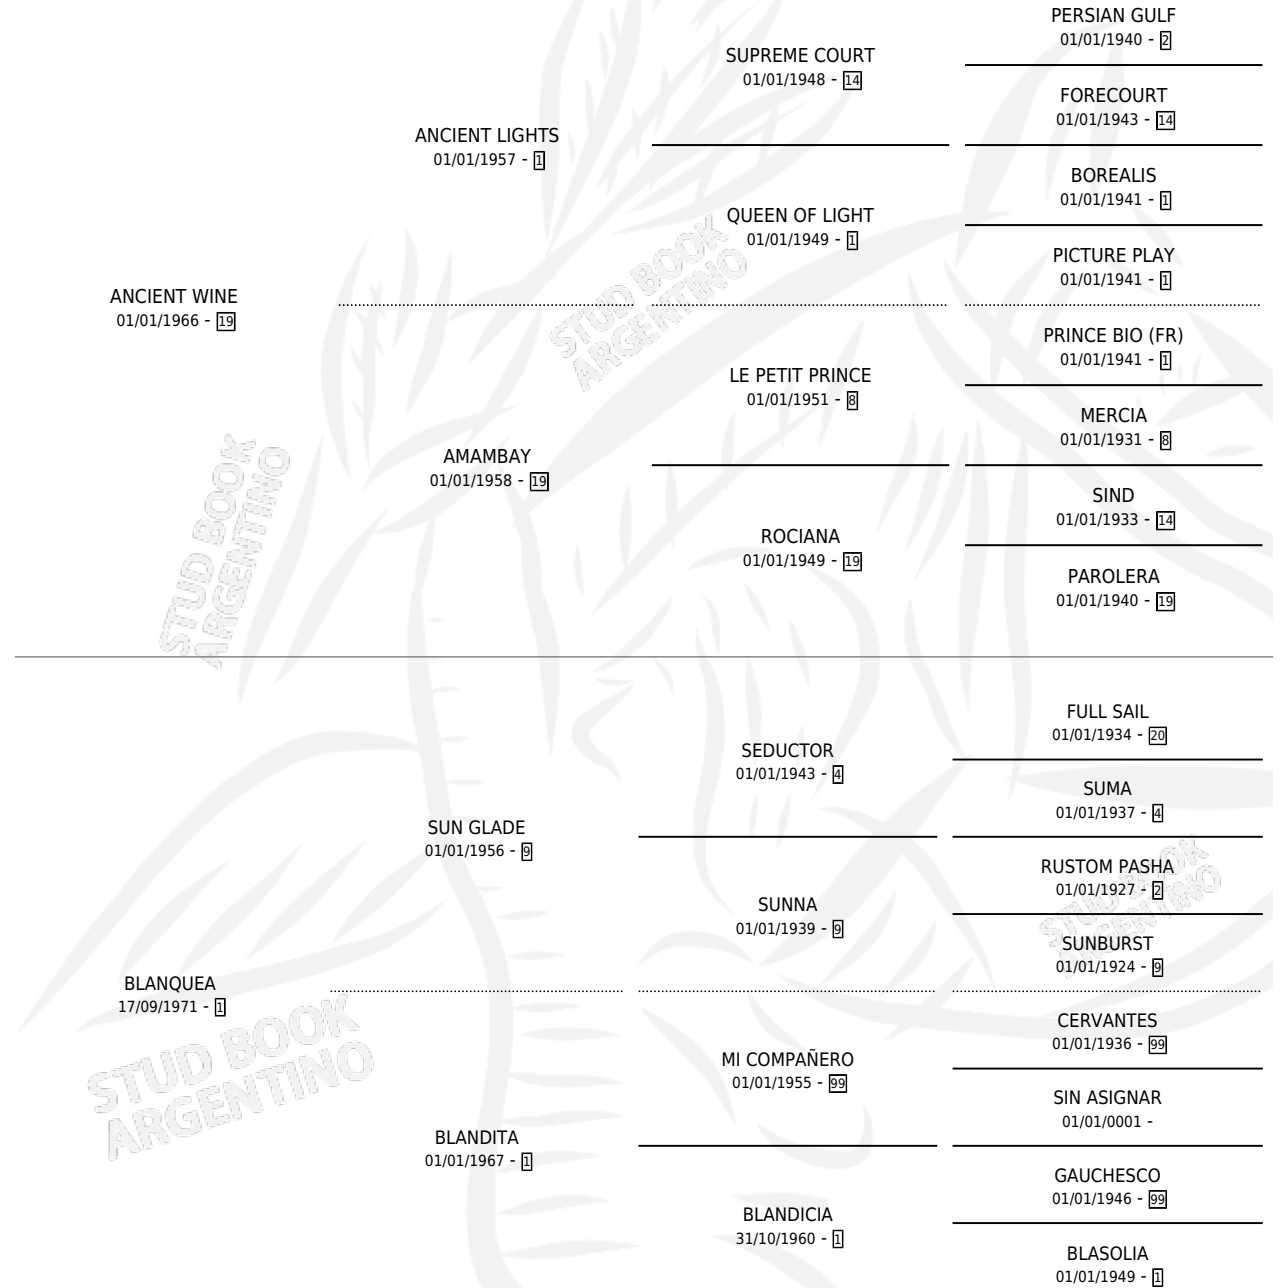 PERSIAN GULF
01/01/1940 - 2
SUPREME COURT
01/01/1948 - 14
FORECOURT
01/01/1943 - 14
ANCIENT LIGHTS
01/01/1957 - 1
BOREALIS
01/01/1941 - 1
QUEEN OF LIGHT
01/01/1949 - 1
PICTURE PLAY
01/01/1941 - 1
ANCIENT WINE
01/01/1966 - 19
PRINCE BIO (FR)
01/01/1941 - 1
LE PETIT PRINCE
01/01/1951 - 8
MERCIA
01/01/1931 - 8
AMAMBAY
01/01/1958 - 19
SIND
01/01/1933 - 14
ROCIANA
01/01/1949 - 19
PAROLERA
01/01/1940 - 19
FULL SAIL
01/01/1934 - 20
SEDUCTOR
01/01/1943 - 4
SUMA
01/01/1937 - 4
SUN GLADE
01/01/1956 - 9
RUSTOM PASHA
01/01/1927 - 2
SUNNA
01/01/1939 - 9
SUNBURST
01/01/1924 - 9
BLANQUEA
17/09/1971 - 1
CERVANTES
01/01/1936 - 99
MI COMPAÑERO
01/01/1955 - 99
SIN ASIGNAR
01/01/0001 -
BLANDITA
01/01/1967 - 1
GAUCHESCO
01/01/1946 - 99
BLANDICIA
31/10/1960 - 1
BLASOLIA
01/01/1949 - 1
STUD BOOK
ARGENTINO
STUD BOOK
ARGENTINO
STUD BOOK
ARGENTINO
STUD BOOK
ARGENTINO